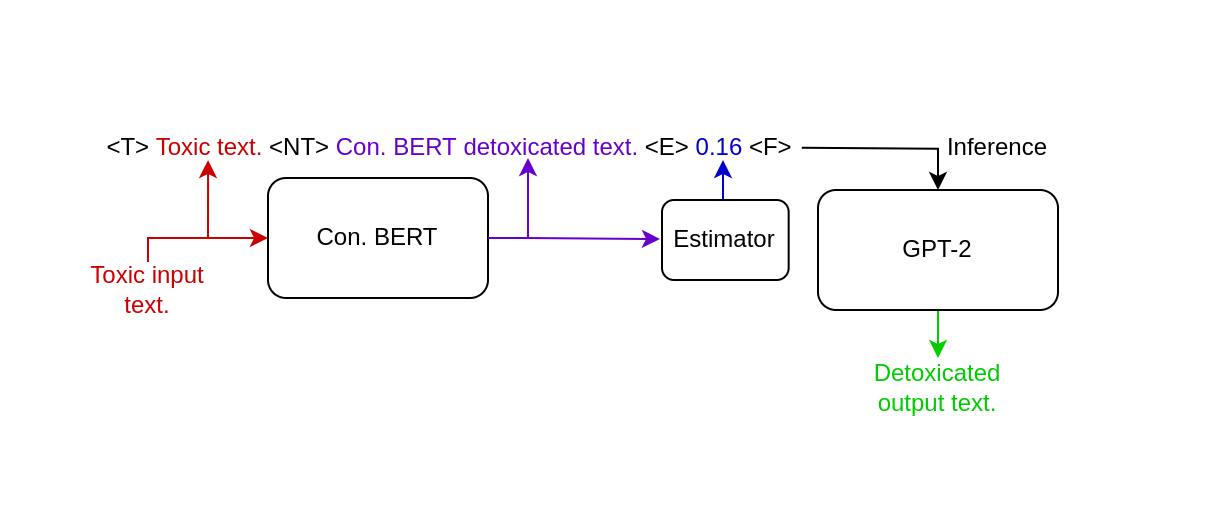 <T> Toxic text. <NT> Con. BERT detoxicated text. <E> 0.16 <F>
Inference
Con. BERT
Estimator
GPT-2
Toxic input
text.
Detoxicated
output text.